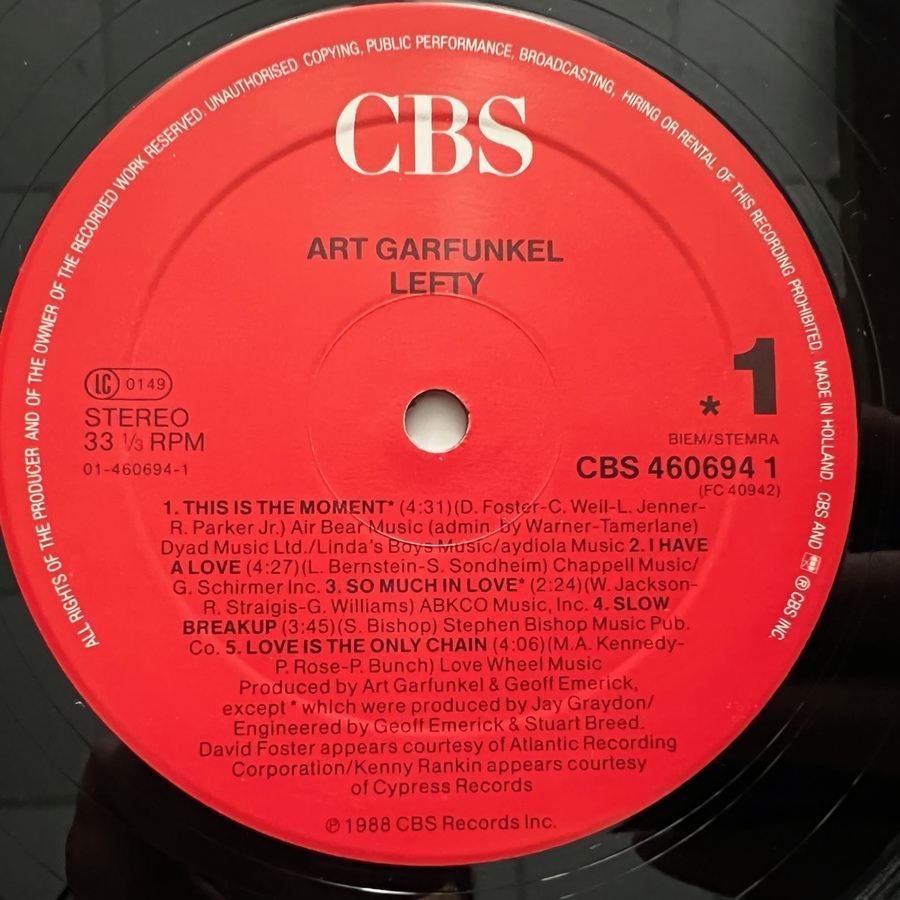 ALL RIGHTS OF THE PRODUCER AND OF THE OWNER OF THE RECORDED WORK RESERVED. UNAUTHORISED COPYING, PUBLIC PERFORMANCE, BROADCASTING, HIRING OR RENTAL OF THIS RECORDING PROHIBITED. MADE IN HOLLAND. CBS AND ℗ CBS INC.
CBS
ART GARFUNKEL
LEFTY
LC 0149
STEREO
33 1/3 RPM
01-460694-1
* 1
BIEM/STEMRA
CBS 460694 1
(FC 40942)
1. THIS IS THE MOMENT* (4:31)(D. Foster-C. Weil-L. Jenner-
R. Parker Jr.) Air Bear Music (admin. by Warner-Tamerlane)
Dyad Music Ltd./Linda's Boys Music/aydiola Music 2. I HAVE
A LOVE (4:27)(L. Bernstein-S. Sondheim) Chappell Music/
G. Schirmer Inc. 3. SO MUCH IN LOVE* (2:24)(W. Jackson-
R. Straigis-G. Williams) ABKCO Music, Inc. 4. SLOW
BREAKUP (3:45)(S. Bishop) Stephen Bishop Music Pub.
Co. 5. LOVE IS THE ONLY CHAIN (4:06)(M.A. Kennedy-
P. Rose-P. Bunch) Love Wheel Music
Produced by Art Garfunkel & Geoff Emerick,
except * which were produced by Jay Graydon/
Engineered by Geoff Emerick & Stuart Breed.
David Foster appears courtesy of Atlantic Recording
Corporation/Kenny Rankin appears courtesy
of Cypress Records
℗ 1988 CBS Records Inc.